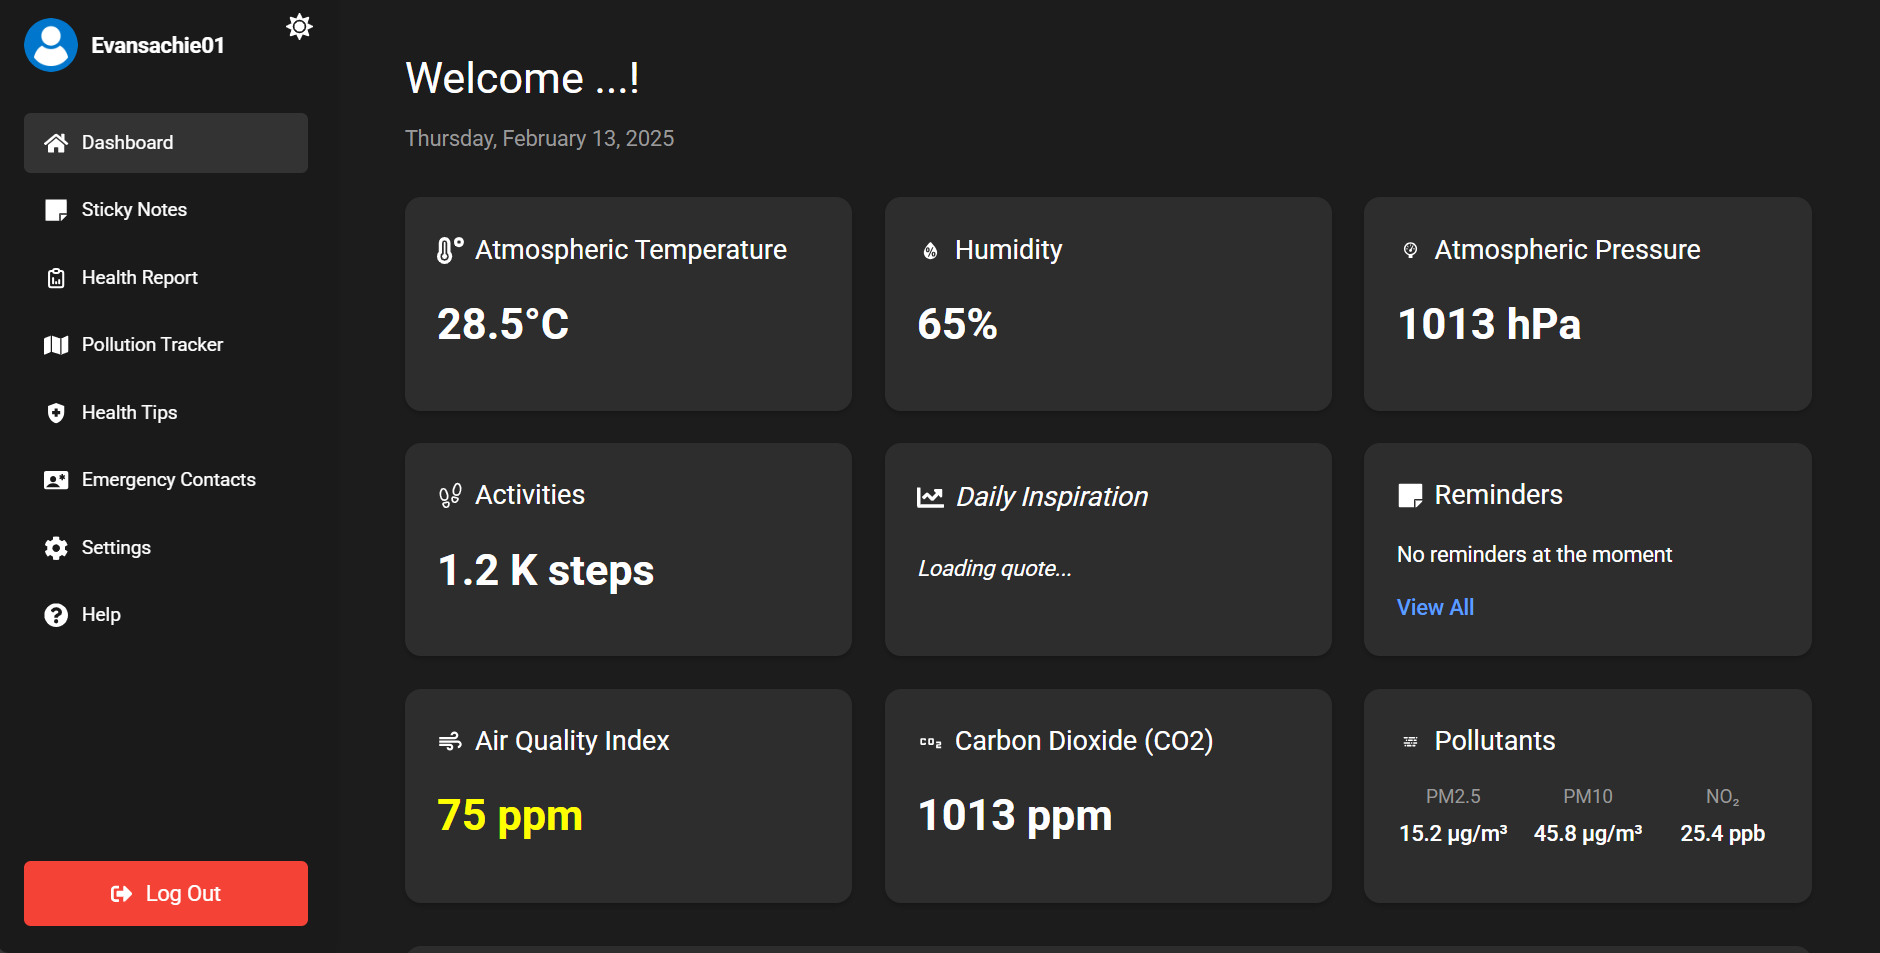 Evansachie01
Dashboard
Sticky Notes
Health Report
Pollution Tracker
Health Tips
Emergency Contacts
Settings
Help
Log Out
Welcome ...!
Thursday, February 13, 2025
Atmospheric Temperature
28.5°C
Humidity
65%
Atmospheric Pressure
1013 hPa
Activities
1.2 K steps
Daily Inspiration
Loading quote...
Reminders
No reminders at the moment
View All
Air Quality Index
75 ppm
CO₂ Carbon Dioxide (CO2)
1013 ppm
Pollutants
PM2.5 PM10 NO₂
15.2 µg/m³ 45.8 µg/m³ 25.4 ppb